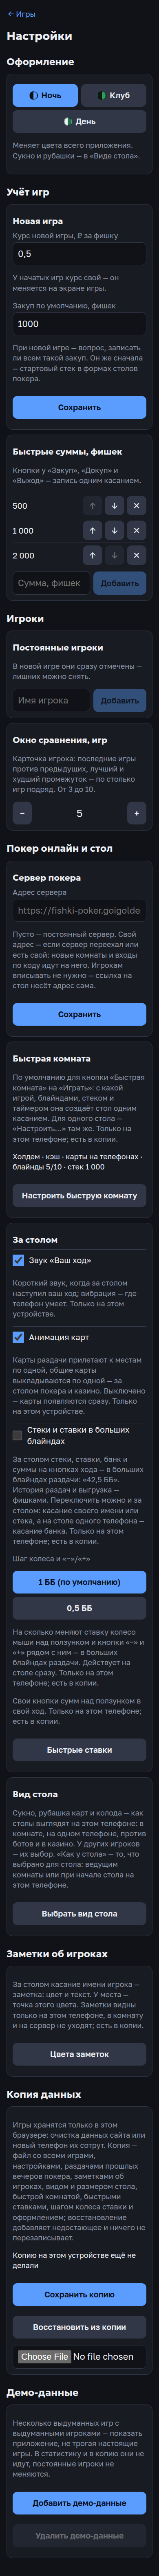 ← Игры
Настройки
Оформление
Ночь
Клуб
День
Меняет цвета всего приложения.
Сукно и рубашки — в «Виде стола».
Учёт игр
Новая игра
Курс новой игры, ₽ за фишку
0,5
У начатых игр курс свой — он
меняется на экране игры.
Закуп по умолчанию, фишек
1000
При новой игре — вопрос, записать
ли всем такой закуп. Он же сначала
— стартовый стек в формах столов
покера.
Сохранить
Быстрые суммы, фишек
Кнопки у «Закуп», «Докуп» и
«Выход» — запись одним касанием.
500
↑ ↓ ✕
1 000
↑ ↓ ✕
2 000
↑ ↓ ✕
Сумма, фишек
Добавить
Игроки
Постоянные игроки
В новой игре они сразу отмечены —
лишних можно снять.
Имя игрока
Добавить
Окно сравнения, игр
Карточка игрока: последние игры
против предыдущих, лучший и
худший промежуток — по столько
игр подряд. От 3 до 10.
− 5 +
Покер онлайн и стол
Сервер покера
Адрес сервера
https://fishki-poker.goigolde
Пусто — постоянный сервер. Свой
адрес — если сервер переехал или
есть свой: новые комнаты и входы
по коду идут на него. Игрокам
вписывать не нужно — ссылка на
стол несёт адрес сама.
Сохранить
Быстрая комната
По умолчанию для кнопки «Быстрая
комната» на «Играть»: с какой
игрой, блайндами, стеком и
таймером она создаёт стол одним
касанием. Для одного стола —
«Настроить…» там же. Только на
этом телефоне; есть в копии.
Холдем · кэш · карты на телефонах ·
блайнды 5/10 · стек 1 000
Настроить быструю комнату
За столом
Звук «Ваш ход»
Короткий звук, когда за столом
наступил ваш ход; вибрация — где
телефон умеет. Только на этом
устройстве.
Анимация карт
Карты раздачи прилетают к местам
по одной, общие карты
выкладываются по одной — за
столом покера и казино. Выключено
— карты появляются сразу. Только
на этом устройстве.
Стеки и ставки в больших
блайндах
За столом стеки, ставки, банк и
суммы на кнопках хода — в больших
блайндах раздачи: «42,5 ББ».
История раздач и выгрузка —
фишками. Переключить можно и за
столом: касание своего имени или
стека, а на столе одного телефона —
касание банка. Только на этом
телефоне; есть в копии.
Шаг колеса и «−»/«+»
1 ББ (по умолчанию)
0,5 ББ
На сколько меняют ставку колесо
мыши над ползунком и кнопки «−» и
«+» рядом с ним — в больших
блайндах раздачи. Действует на
столе сразу. Только на этом
телефоне; есть в копии.
Свои кнопки сумм над ползунком в
свой ход. Только на этом телефоне;
есть в копии.
Быстрые ставки
Вид стола
Сукно, рубашка карт и колода — как
столы выглядят на этом телефоне: в
комнате, на одном телефоне, против
ботов и в казино. У других игроков
— их выбор. «Как у стола» — то, что
выбрано для стола: ведущим
комнаты или при начале стола на
этом телефоне.
Выбрать вид стола
Заметки об игроках
За столом касание имени игрока —
заметка: цвет и текст. У места —
точка этого цвета. Заметки видны
только на этом телефоне, в комнату
и на сервер не уходят; есть в копии.
Цвета заметок
Копия данных
Игры хранятся только в этом
браузере: очистка данных сайта или
новый телефон их сотрут. Копия —
файл со всеми играми,
настройками, раздачами прошлых
вечеров покера, заметками об
игроках, видом и размером стола,
быстрой комнатой, быстрыми
ставками, шагом колеса ставки и
оформлением; восстановление
добавляет недостающее и ничего не
перезаписывает.
Копию на этом устройстве ещё не
делали
Сохранить копию
Восстановить из копии
Choose File No file chosen
Демо-данные
Несколько выдуманных игр с
выдуманными игроками — показать
приложение, не трогая настоящие
игры. В статистику и в копию они не
идут, постоянные игроки не
меняются.
Добавить демо-данные
Удалить демо-данные